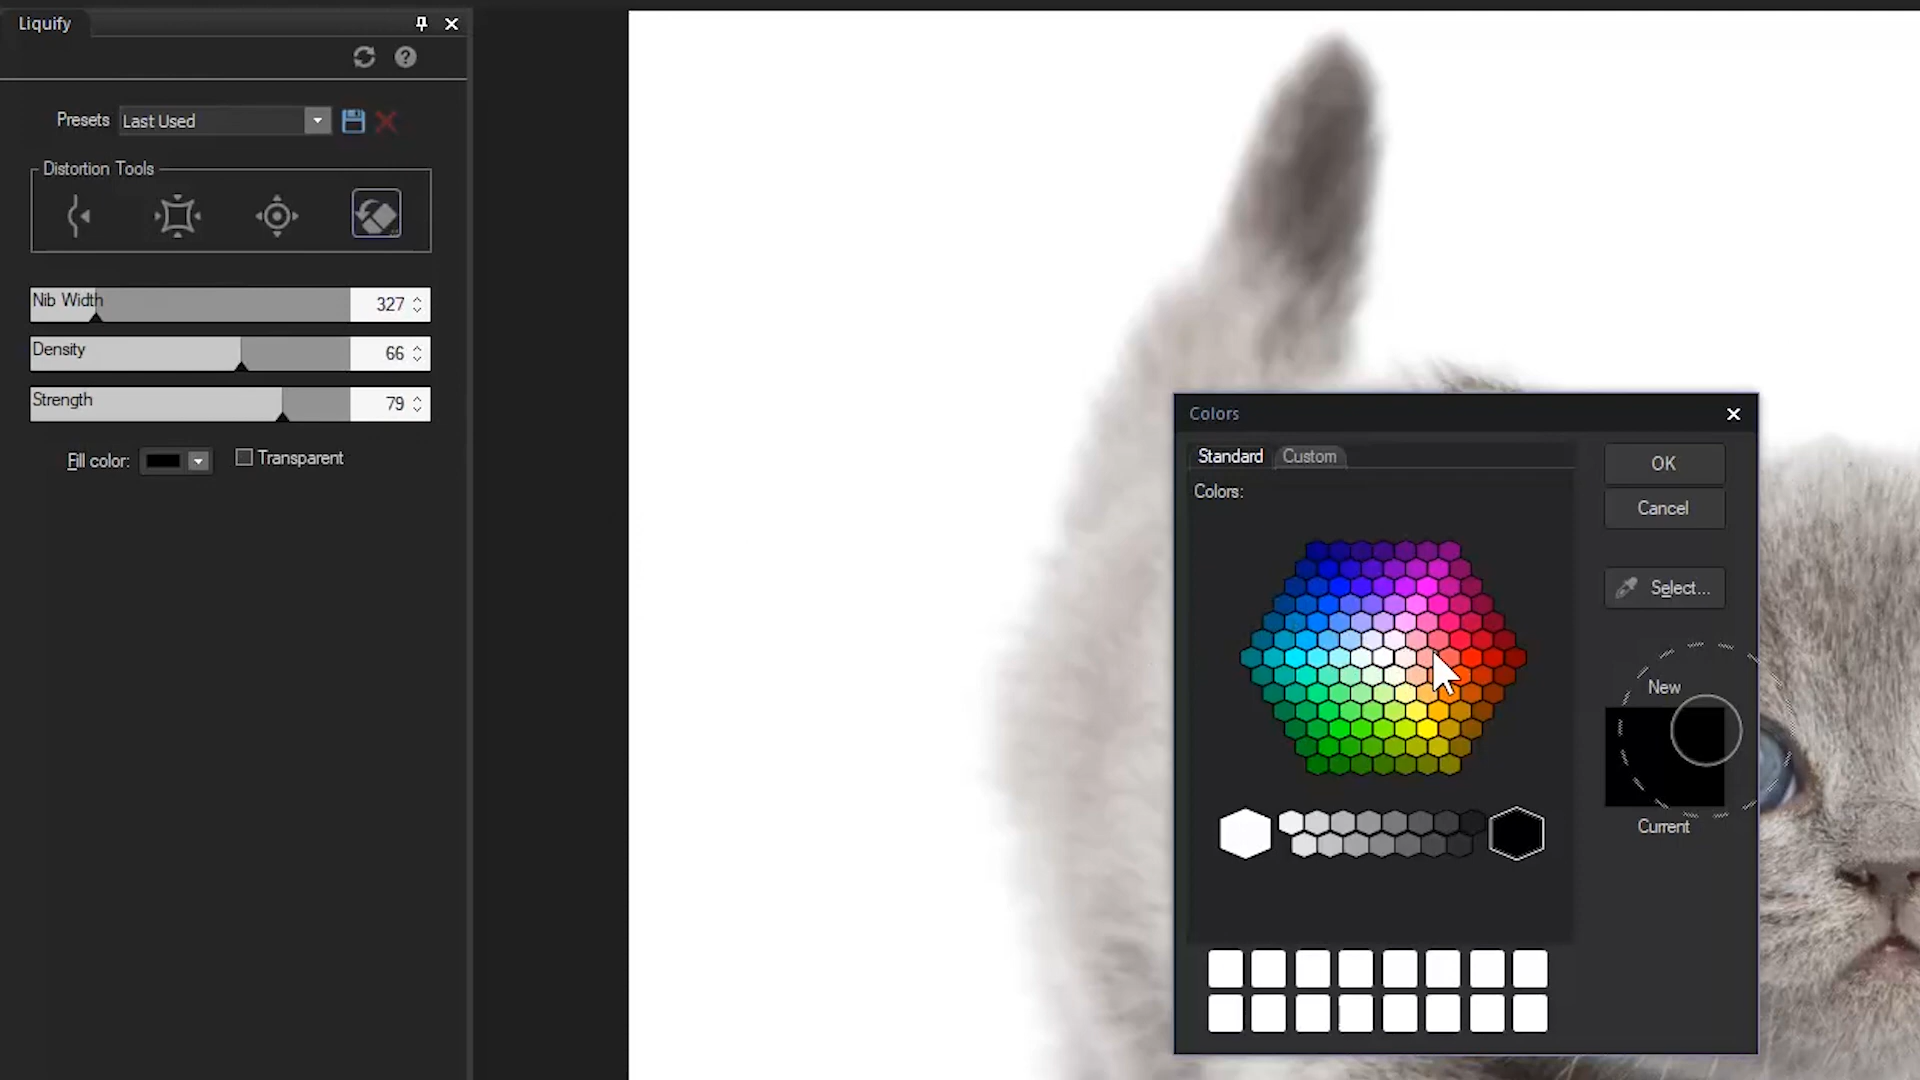 Liquify
Presets Last Used
Distortion Tools
Nib Width 327
Density 66
Strength 79
Fill color: Transparent
Colors
Standard Custom
Colors:
OK
Cancel
Select...
New
Current